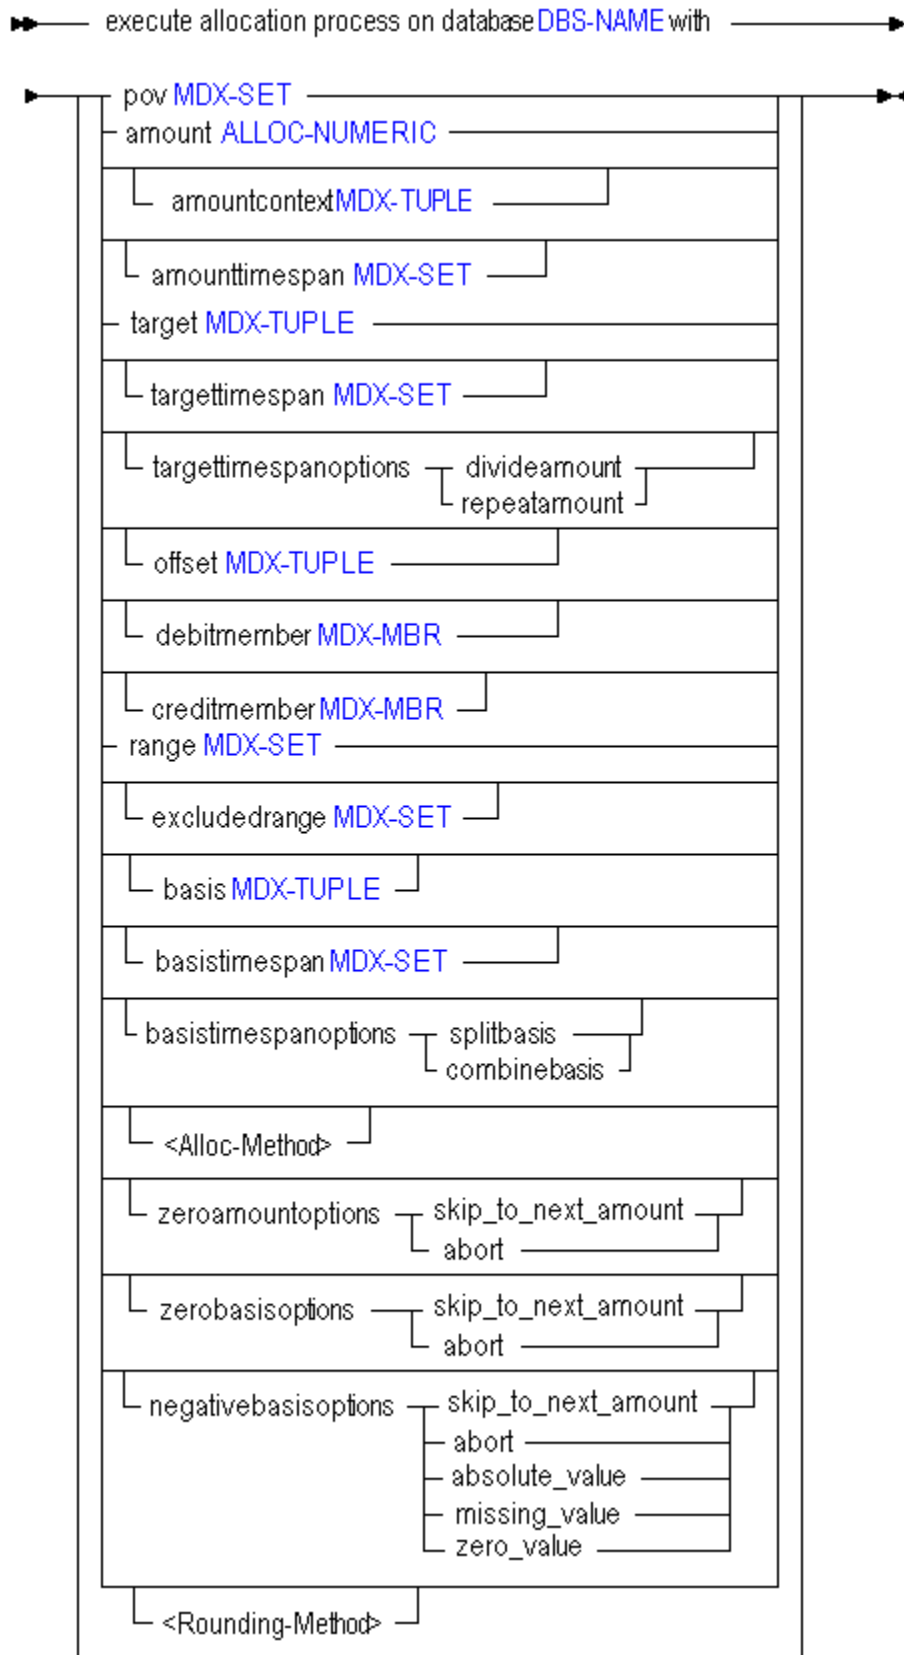 execute allocation process on database DBS-NAME with
pov MDX-SET
amount ALLOC-NUMERIC
amountcontext MDX-TUPLE
amounttimespan MDX-SET
target MDX-TUPLE
targettimespan MDX-SET
targettimespanoptions divideamount
repeatamount
offset MDX-TUPLE
debitmember MDX-MBR
creditmember MDX-MBR
range MDX-SET
excludedrange MDX-SET
basis MDX-TUPLE
basistimespan MDX-SET
basistimespanoptions splitbasis
combinebasis
<Alloc-Method>
zeroamountoptions skip_to_next_amount
abort
zerobasisoptions skip_to_next_amount
abort
negativebasisoptions skip_to_next_amount
abort
absolute_value
missing_value
zero_value
<Rounding-Method>